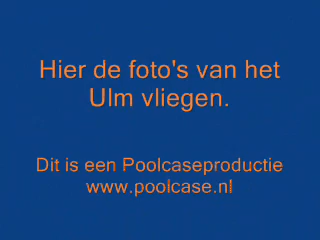 Hier de foto's van het
Ulm vliegen.
Dit is een Poolcaseproductie
www.poolcase.nl